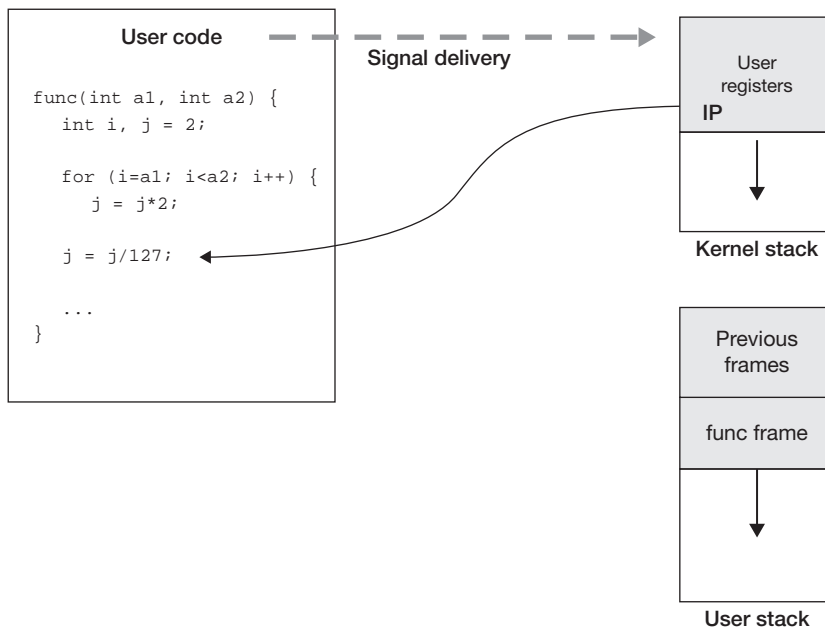 User code
Signal delivery
func(int a1, int a2) {
int i, j = 2;
for (i=a1; i<a2; i++) {
j = j*2;
j = j/127;
...
}
User
registers
IP
Kernel stack
Previous
frames
func frame
User stack